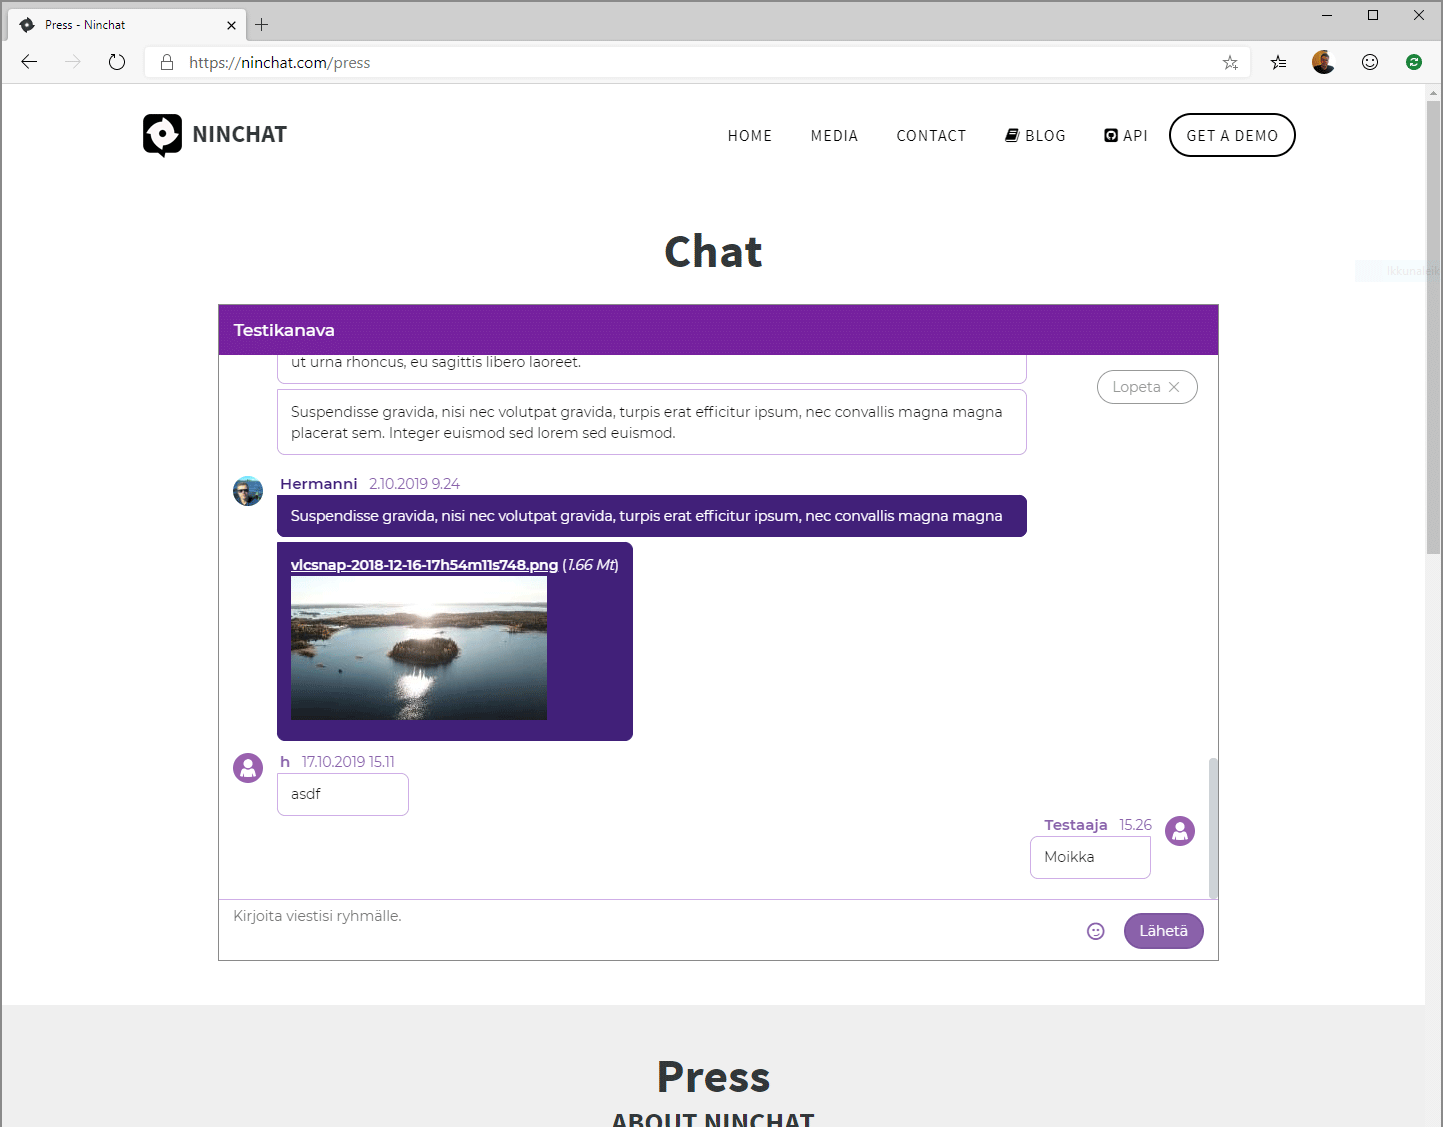 Press - Ninchat
https://ninchat.com/press
NINCHAT
HOME MEDIA CONTACT BLOG API GET A DEMO
Chat
Ikkunaleik
Testikanava
ut urna rhoncus, eu sagittis libero laoreet.
Lopeta
Suspendisse gravida, nisi nec volutpat gravida, turpis erat efficitur ipsum, nec convallis magna magna
placerat sem. Integer euismod sed lorem sed euismod.
Hermanni 2.10.2019 9.24
Suspendisse gravida, nisi nec volutpat gravida, turpis erat efficitur ipsum, nec convallis magna magna
vlcsnap-2018-12-16-17h54m11s748.png (1.66 Mt)
h 17.10.2019 15.11
asdf
Testaaja 15.26
Moikka
Kirjoita viestisi ryhmälle.
Lähetä
Press
ABOUT NINCHAT